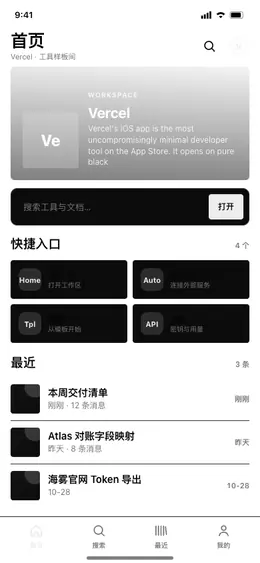 9:41
首页
Vercel · 工具样板间
WORKSPACE
Ve
Vercel
Vercel's iOS app is the most
uncompromisingly minimal developer
tool on the App Store. It opens on pure
black
搜索工具与文档...
打开
快捷入口
4 个
Home
打开工作区
Auto
连接外部服务
Tpl
从模板开始
API
密钥与用量
最近
3 条
本周交付清单
刚刚 · 12 条消息
刚刚
Atlas 对账字段映射
昨天 · 8 条消息
昨天
海雾官网 Token 导出
10-28
10-28
首页
搜索
最近
我的